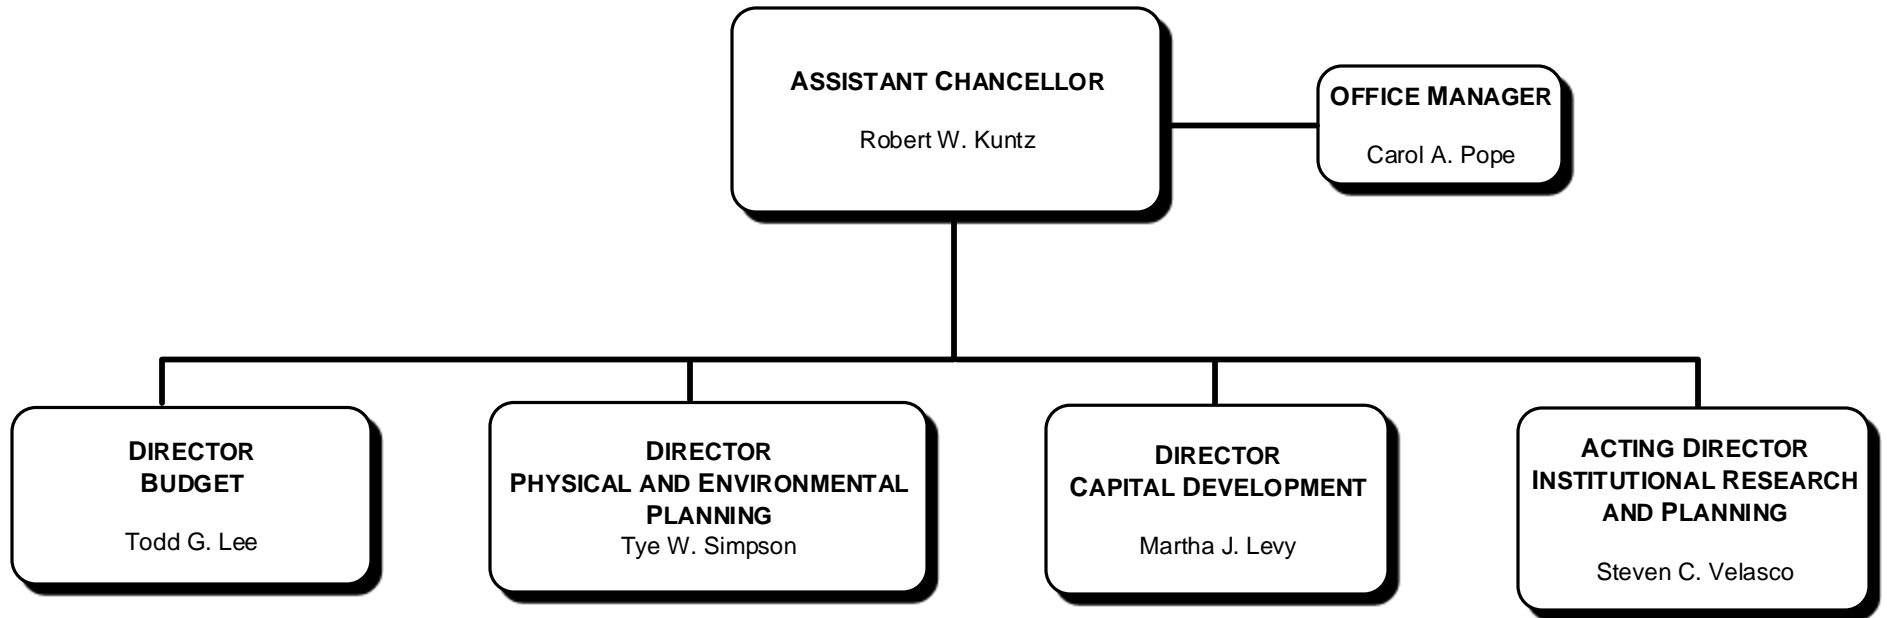 ASSISTANT CHANCELLOR
Robert W. Kuntz
OFFICE MANAGER
Carol A. Pope
DIRECTOR
BUDGET
Todd G. Lee
DIRECTOR
PHYSICAL AND ENVIRONMENTAL
PLANNING
Tye W. Simpson
DIRECTOR
CAPITAL DEVELOPMENT
Martha J. Levy
ACTING DIRECTOR
INSTITUTIONAL RESEARCH
AND PLANNING
Steven C. Velasco